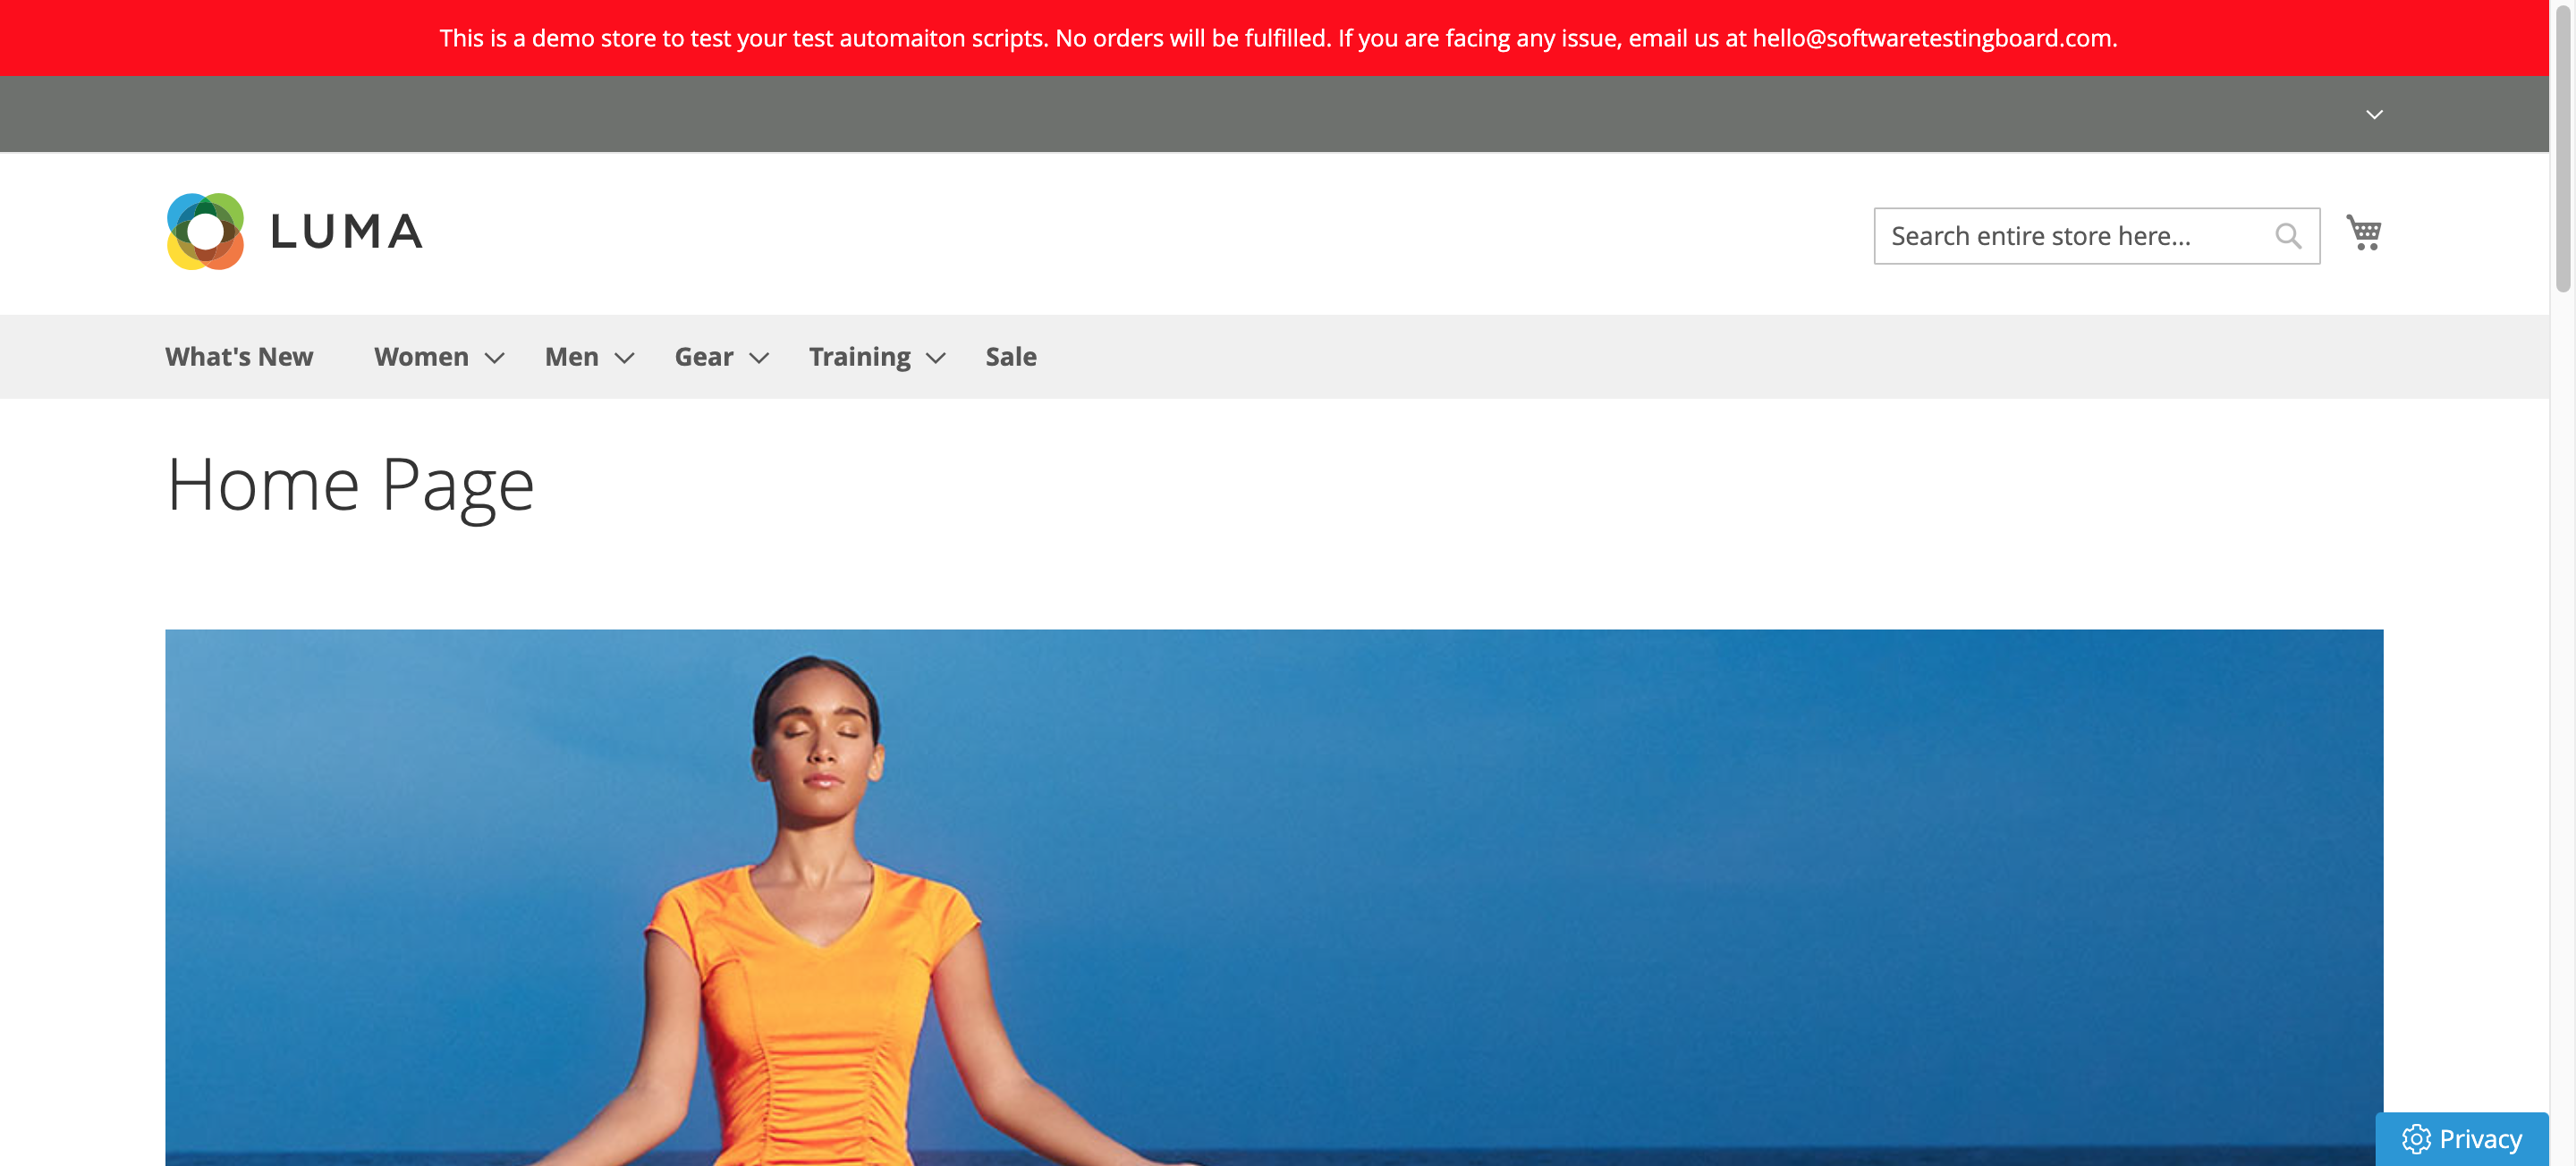 This is a demo store to test your test automaiton scripts. No orders will be fulfilled. If you are facing any issue, email us at hello@softwaretestingboard.com.
LUMA
Search entire store here...
What's New Women Men Gear Training Sale
Home Page
Privacy